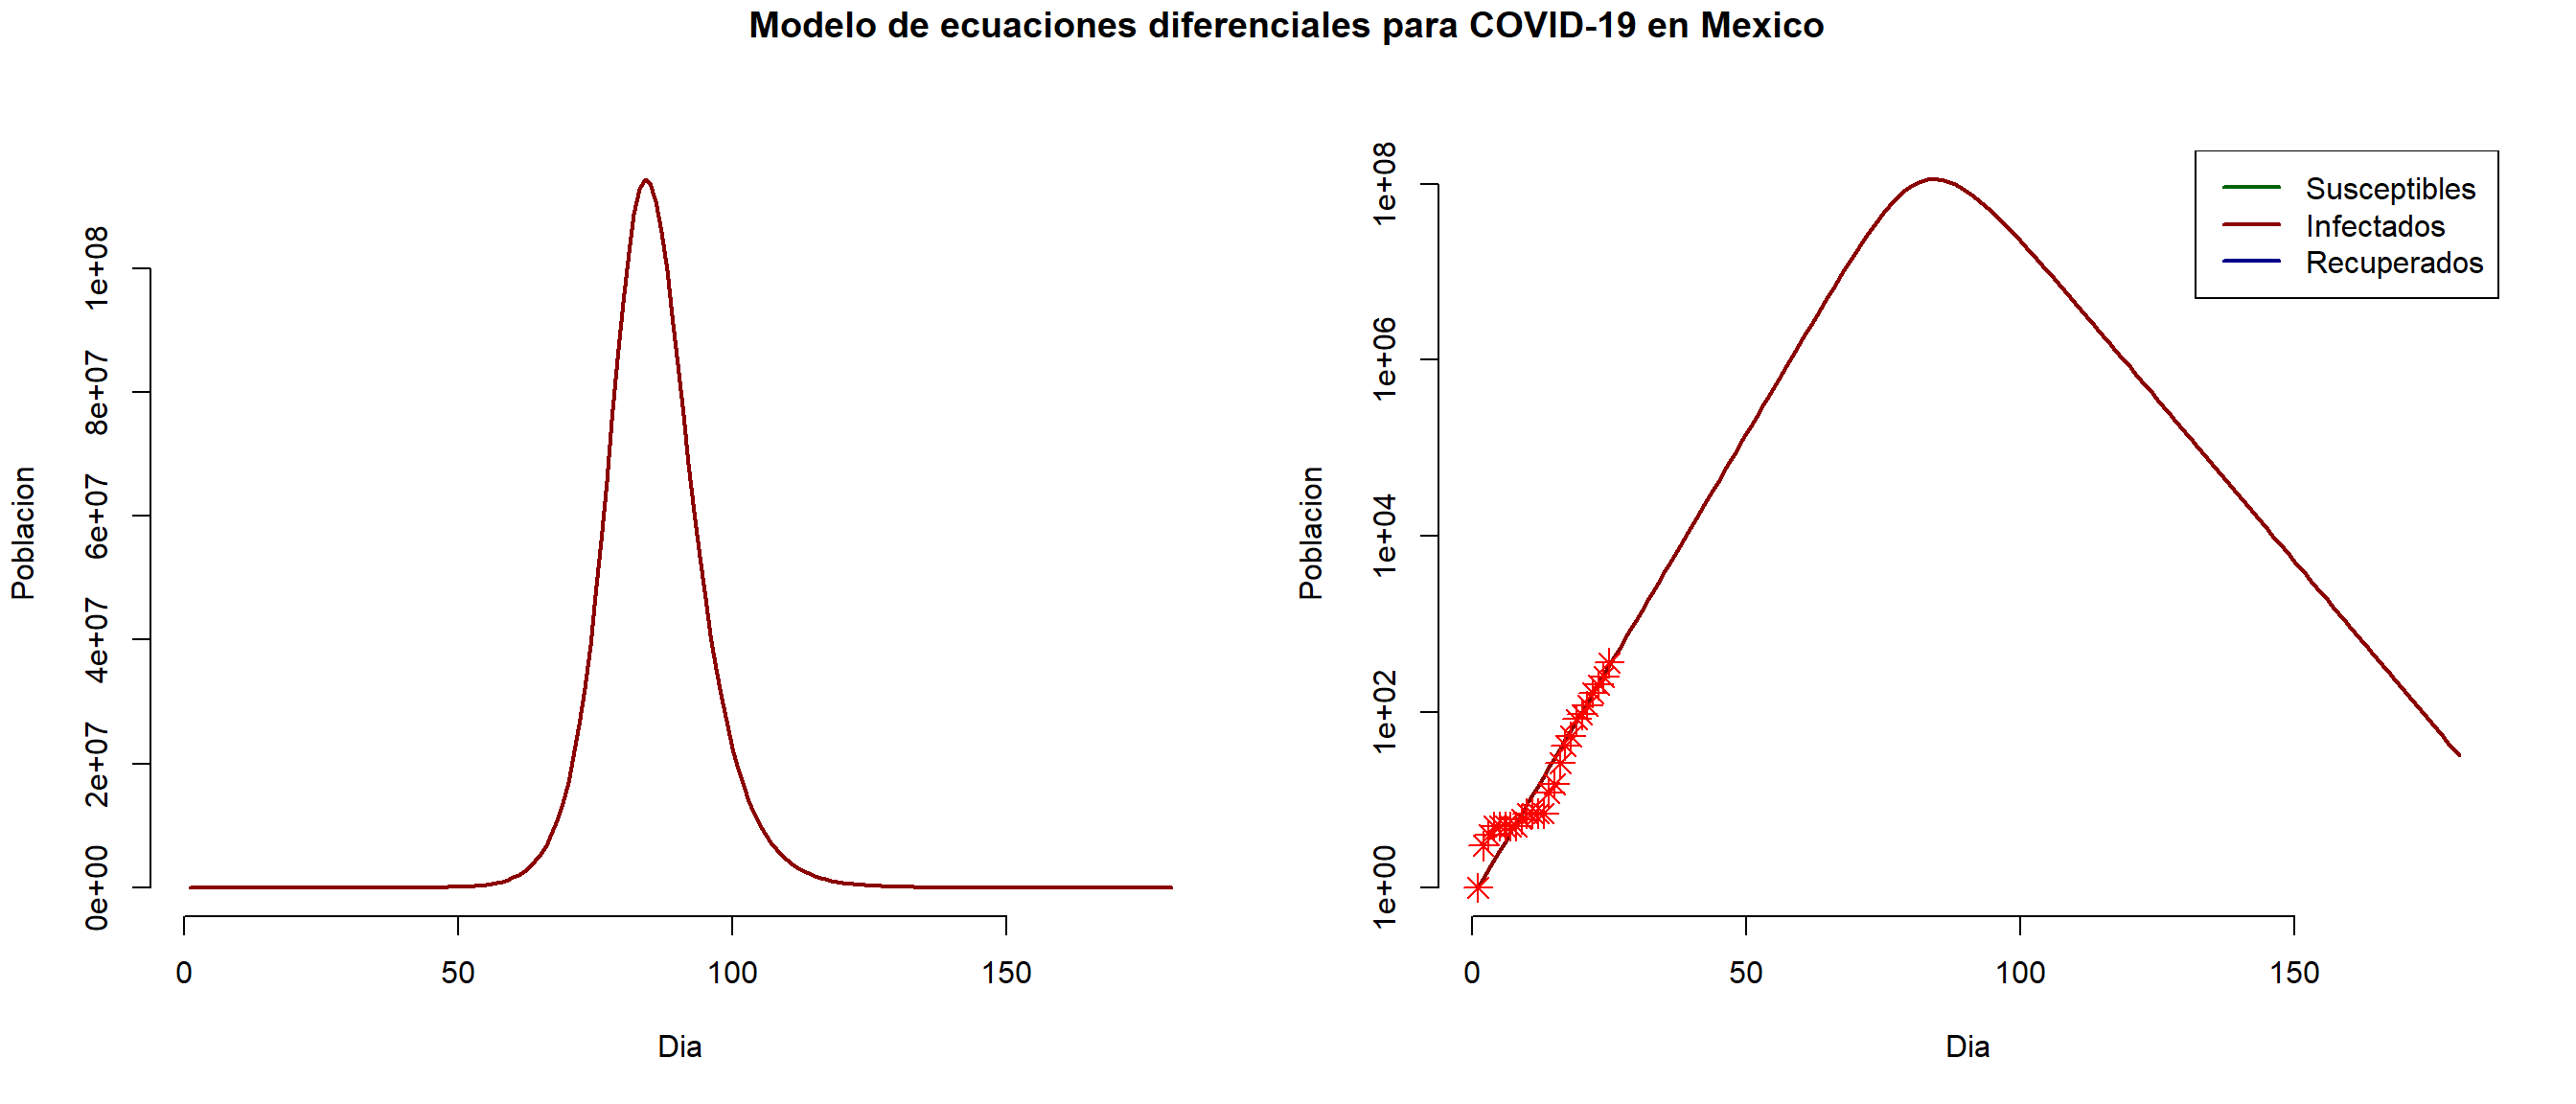 Modelo de ecuaciones diferenciales para COVID-19 en Mexico
Poblacion
1e+08
8e+07
6e+07
4e+07
2e+07
0e+00
0 50 100 150
Dia
Poblacion
1e+08
1e+06
1e+04
1e+02
1e+00
0 50 100 150
Dia
Susceptibles
Infectados
Recuperados